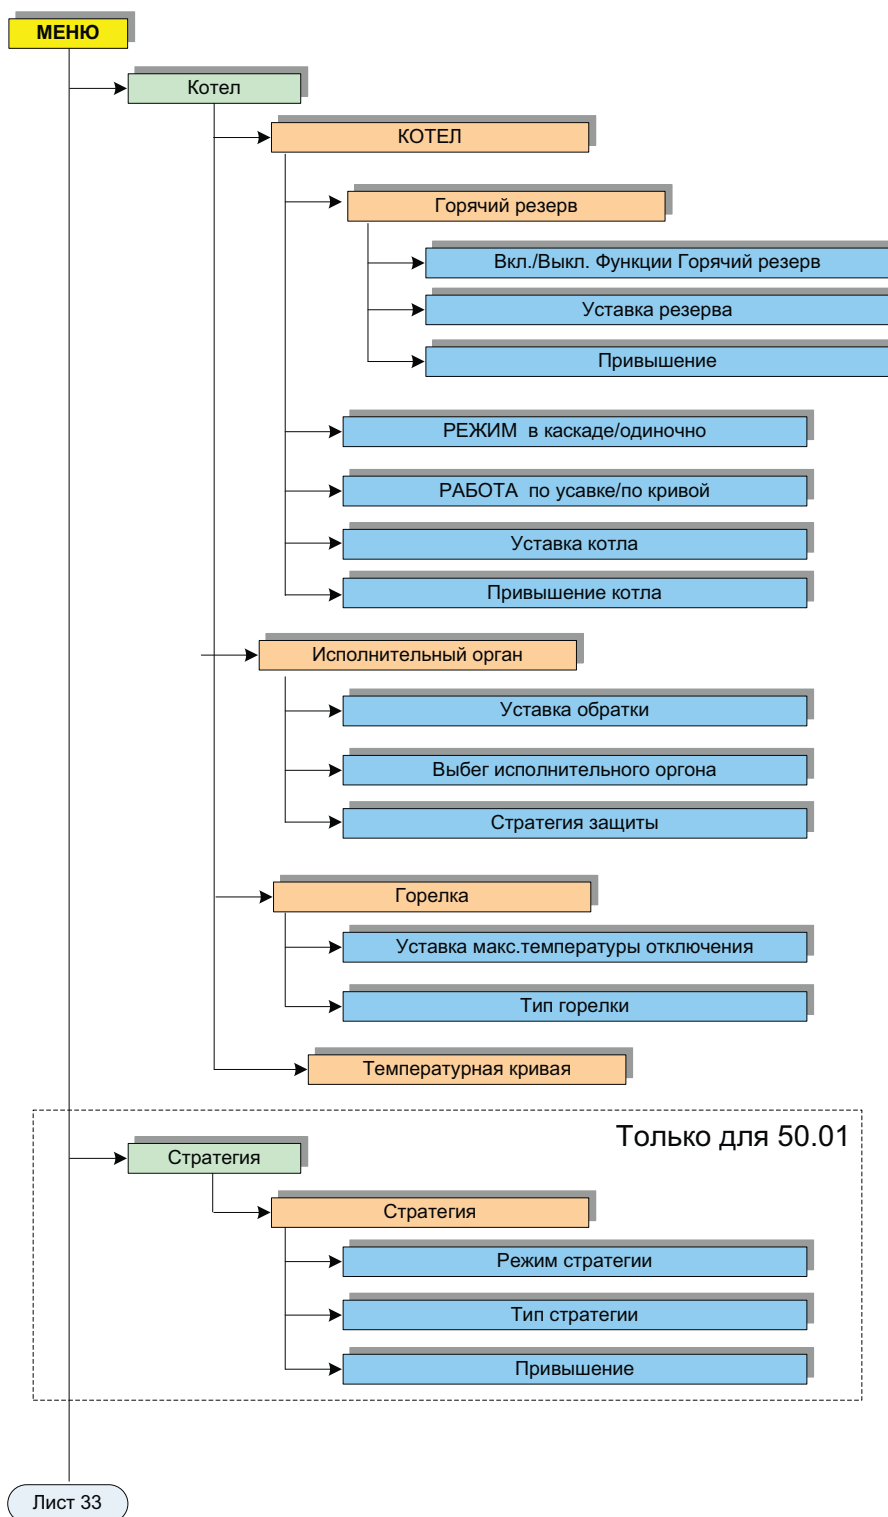 МЕНЮ
Котел
КОТЕЛ
Горячий резерв
Вкл./Выкл. Функции Горячий резерв
Уставка резерва
Привышение
РЕЖИМ в каскаде/одиночно
РАБОТА по усавке/по кривой
Уставка котла
Привышение котла
Исполнительный орган
Уставка обратки
Выбег исполнительного оргона
Стратегия защиты
Горелка
Уставка макс.температуры отключения
Тип горелки
Температурная кривая
Только для 50.01
Стратегия
Стратегия
Режим стратегии
Тип стратегии
Привышение
Лист 33